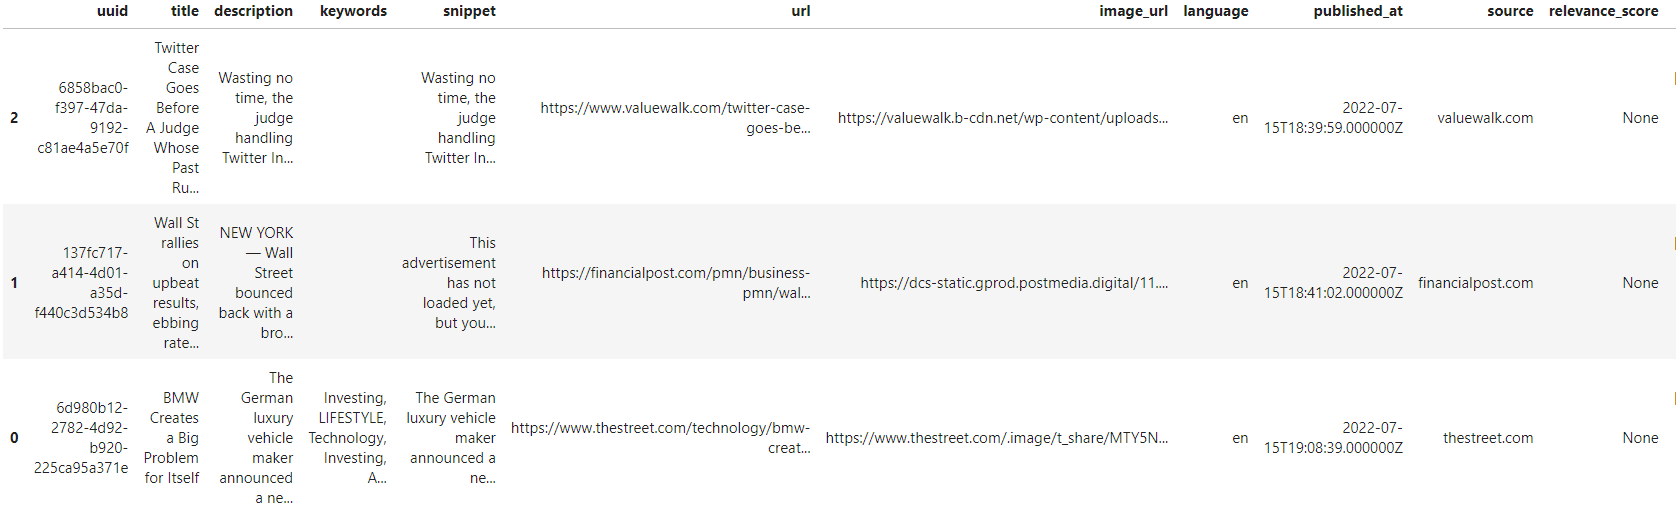 uuid title description keywords snippet url image_url language published_at source relevance_score
2
6858bac0-
f397-47da-
9192-
c81ae4a5e70f
Twitter
Case
Goes
Before
A Judge
Whose
Past
Ru...
Wasting no
time, the
judge
handling
Twitter In...
Wasting no
time, the
judge
handling
Twitter In...
https://www.valuewalk.com/twitter-case-
goes-be...
https://valuewalk.b-cdn.net/wp-content/uploads...
en
2022-07-
15T18:39:59.000000Z
valuewalk.com
None
1
137fc717-
a414-4d01-
a35d-
f440c3d534b8
Wall St
rallies
on
upbeat
results,
ebbing
rate...
NEW YORK
— Wall
Street
bounced
back with a
bro...
This
advertisement
has not
loaded yet,
but you...
https://financialpost.com/pmn/business-
pmn/wal...
https://dcs-static.gprod.postmedia.digital/11....
en
2022-07-
15T18:41:02.000000Z
financialpost.com
None
0
6d980b12-
2782-4d92-
b920-
225ca95a371e
BMW
Creates
a Big
Problem
for Itself
The
German
luxury
vehicle
maker
announced
a ne...
Investing,
LIFESTYLE,
Technology,
Investing,
A...
The German
luxury vehicle
maker
announced a
ne...
https://www.thestreet.com/technology/bmw-
creat...
https://www.thestreet.com/.image/t_share/MTY5N...
en
2022-07-
15T19:08:39.000000Z
thestreet.com
None